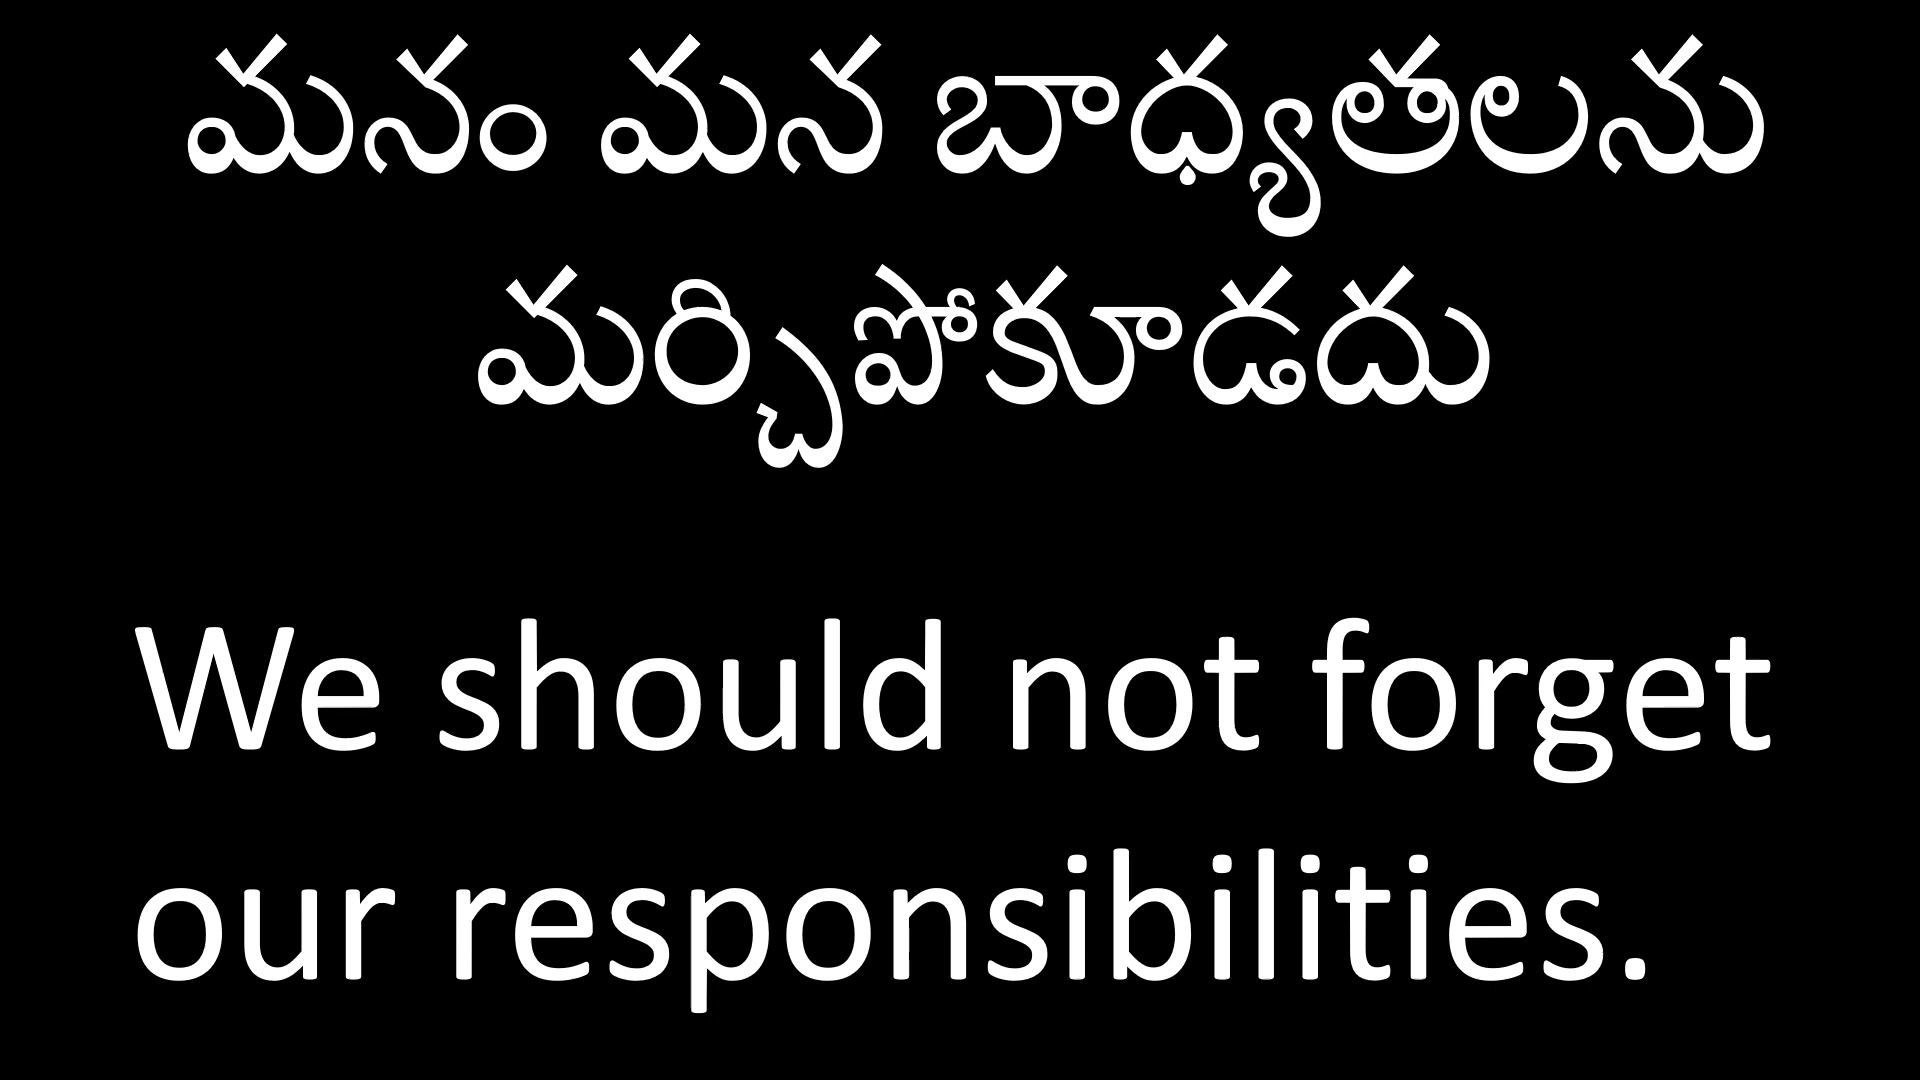 మనం మన బాధ్యతలను
మర్చిపోకూడదు
We should not forget
our responsibilities.